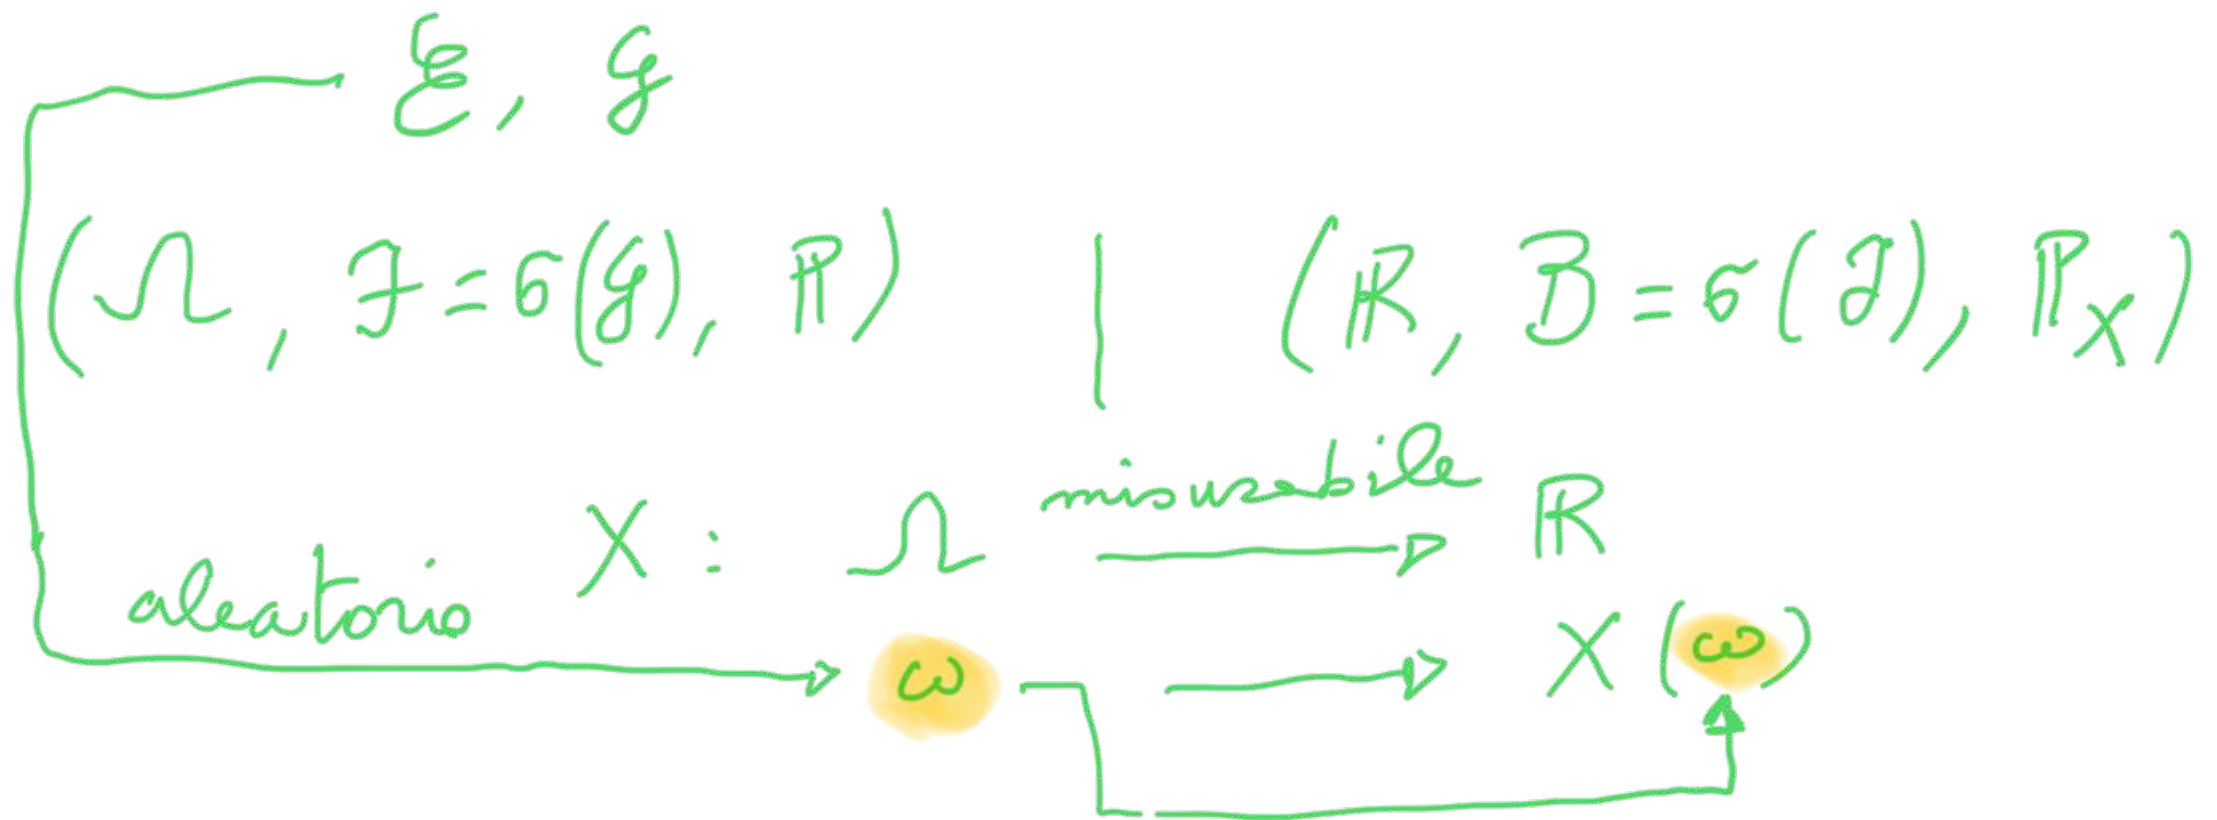 ℰ, 𝒢
(Ω, ℱ = σ(𝒢), ℙ) | (ℝ, ℬ = σ(ℐ), ℙ_X)
misurabile
X : Ω → ℝ
aleatorio
ω → X(ω)